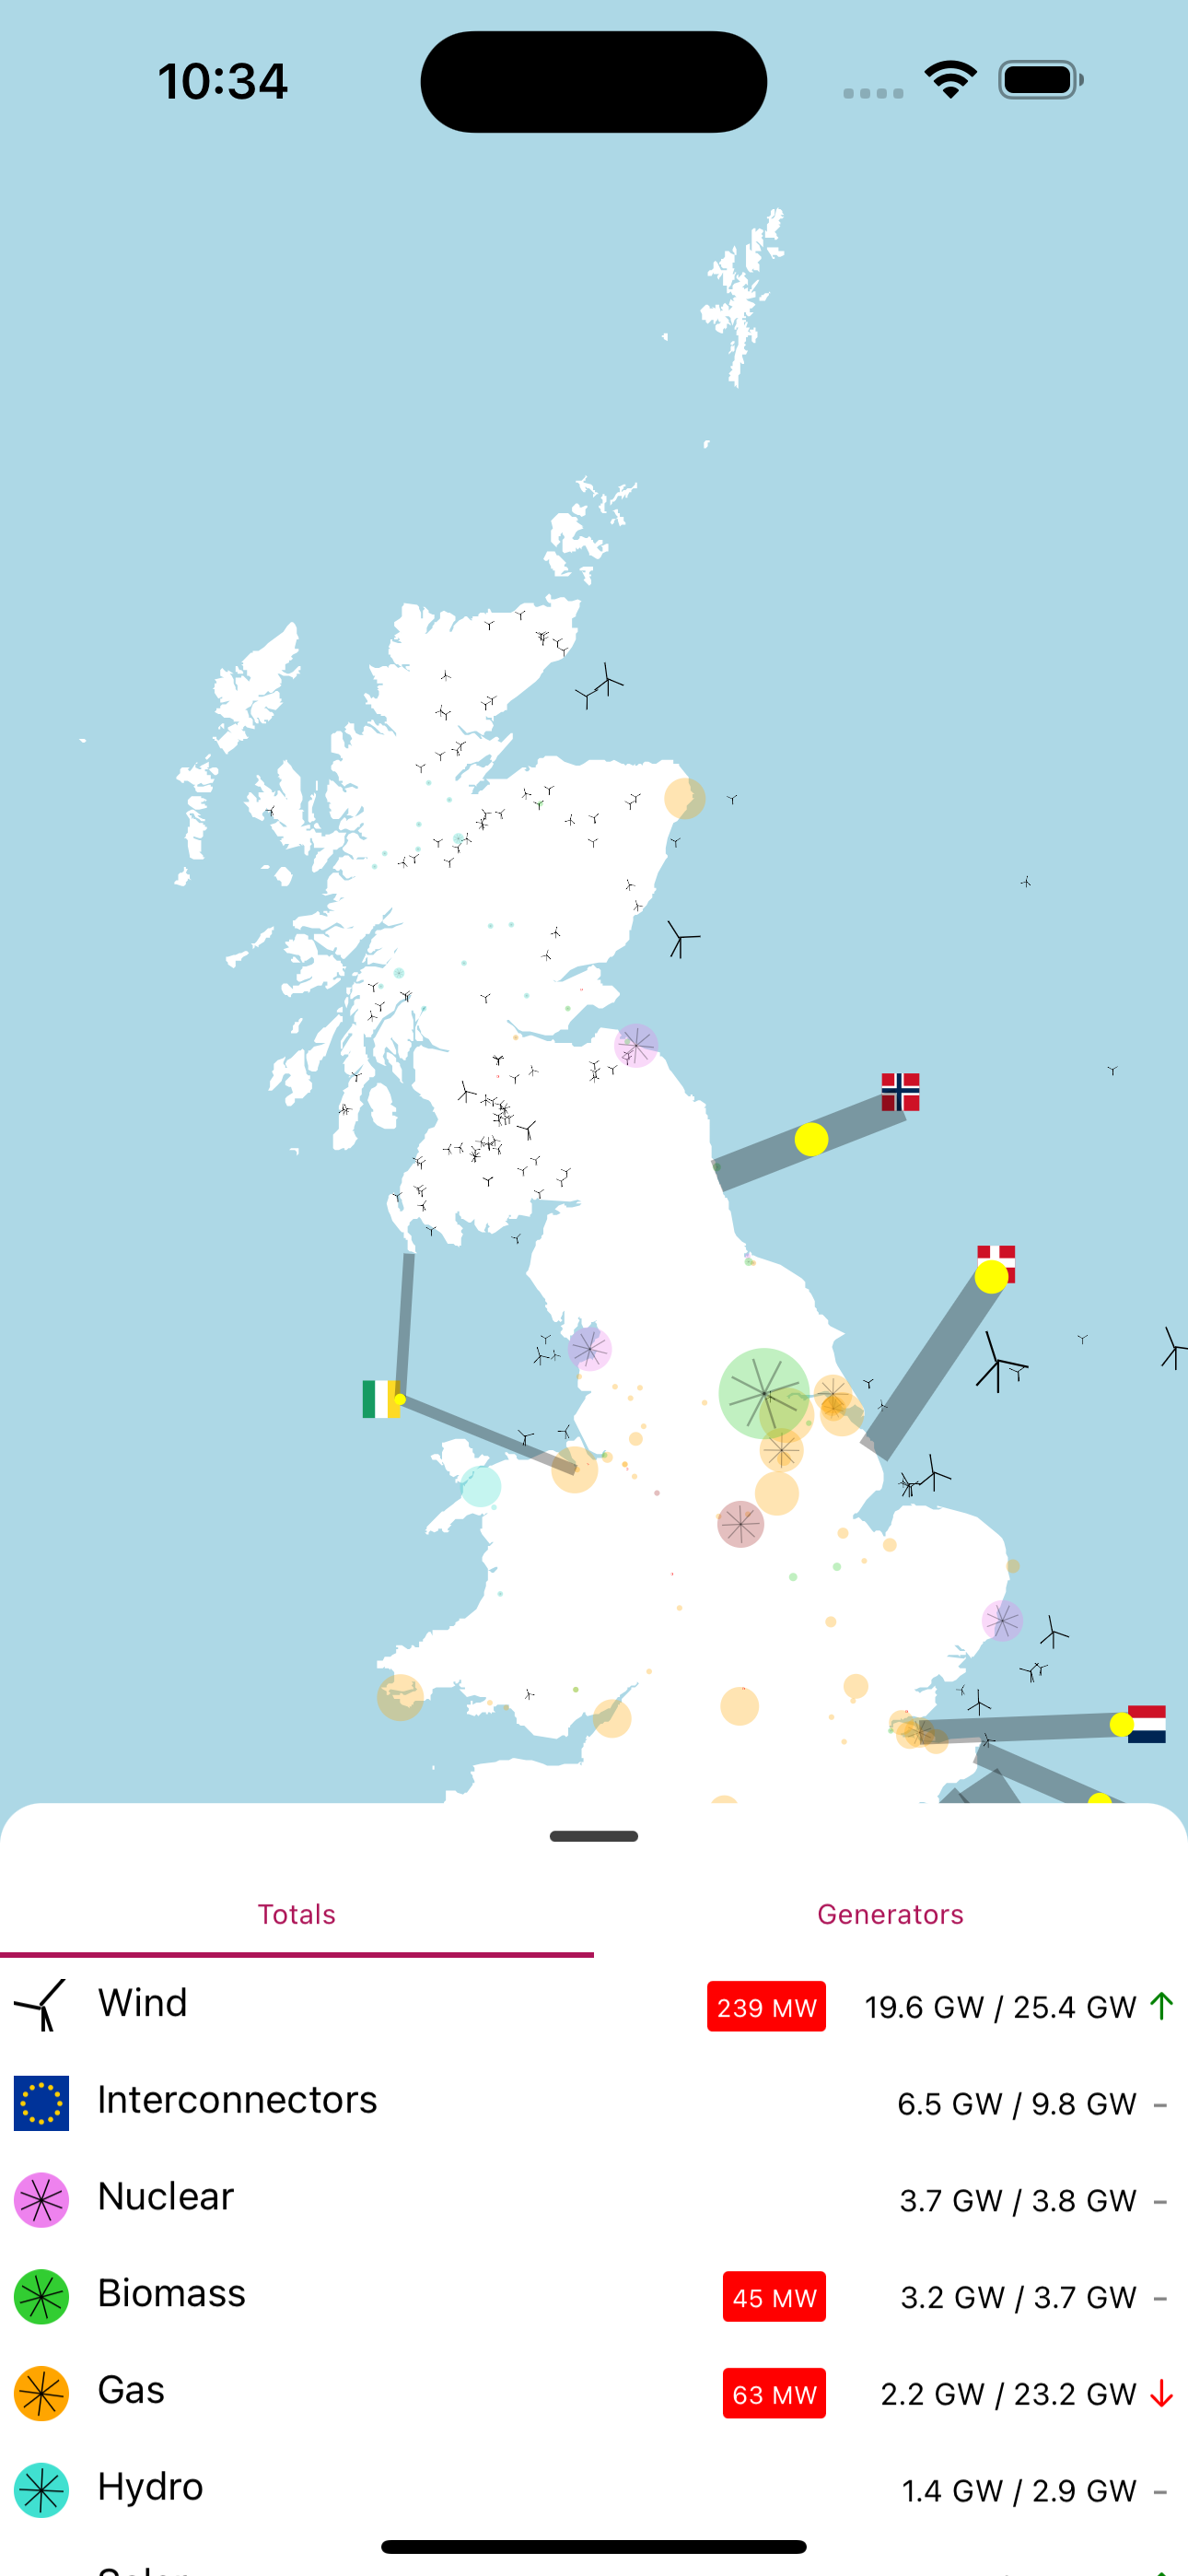 10:34
Totals
Generators
Wind 239 MW 19.6 GW / 25.4 GW ↑
Interconnectors 6.5 GW / 9.8 GW –
Nuclear 3.7 GW / 3.8 GW –
Biomass 45 MW 3.2 GW / 3.7 GW –
Gas 63 MW 2.2 GW / 23.2 GW ↓
Hydro 1.4 GW / 2.9 GW –